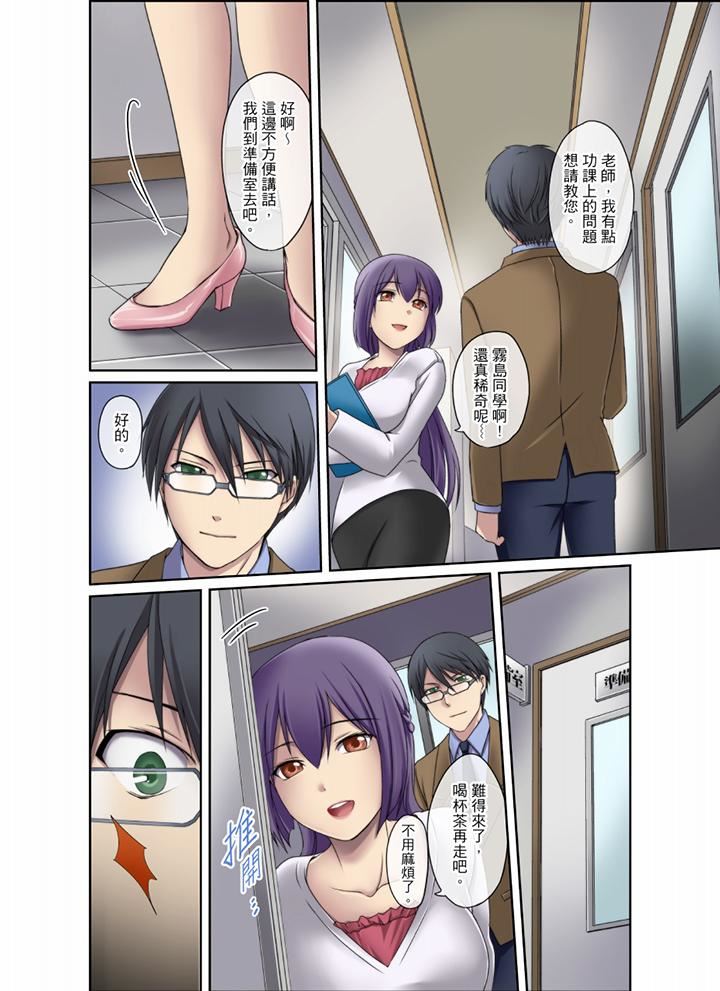 老師，我有點
功課上的問題
想請教您。
霧島同學啊！
還真稀奇呢～
好啊～
這邊不方便講話，
我們到準備室去吧。
好的。
準備
室
難得來了，
喝杯茶再走吧。
不用麻煩了。
推開